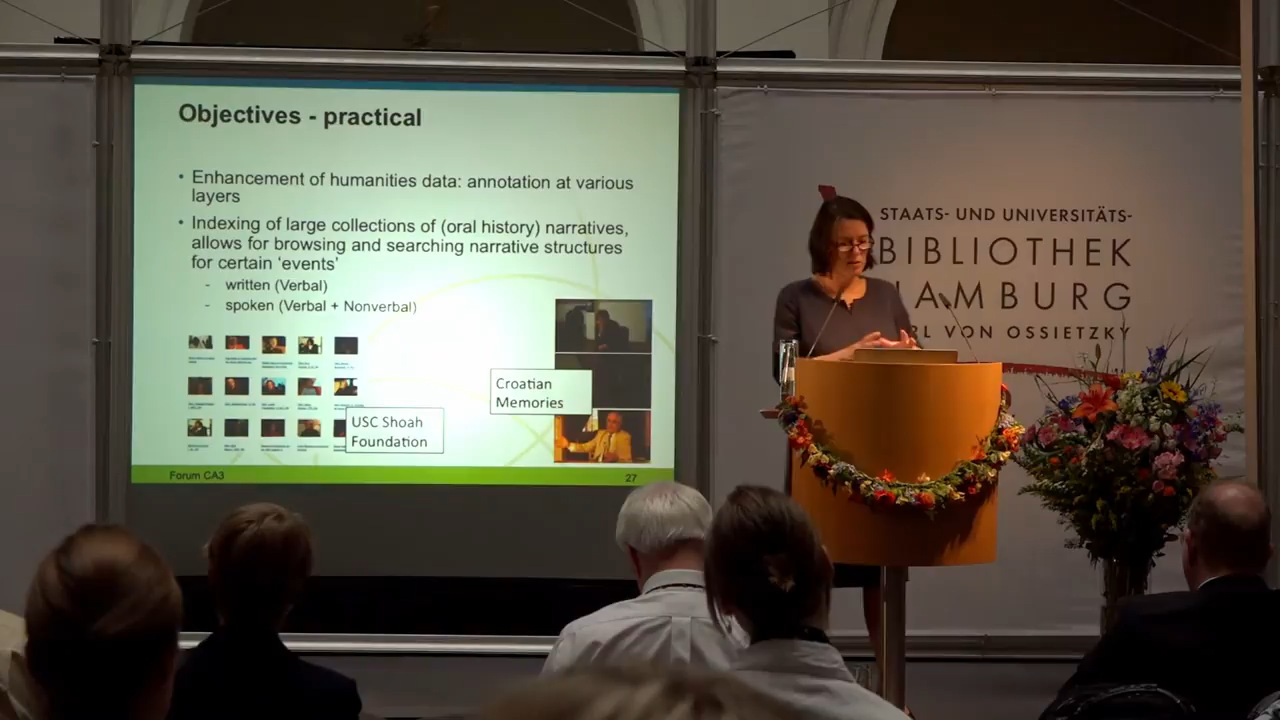 Objectives - practical
• Enhancement of humanities data: annotation at various
layers
• Indexing of large collections of (oral history) narratives,
allows for browsing and searching narrative structures
for certain ‘events’
- written (Verbal)
- spoken (Verbal + Nonverbal)
Croatian
Memories
USC Shoah
Foundation
Forum CA3
27
STAATS- UND UNIVERSITÄTS-
BIBLIOTHEK
HAMBURG
RL VON OSSIETZKY